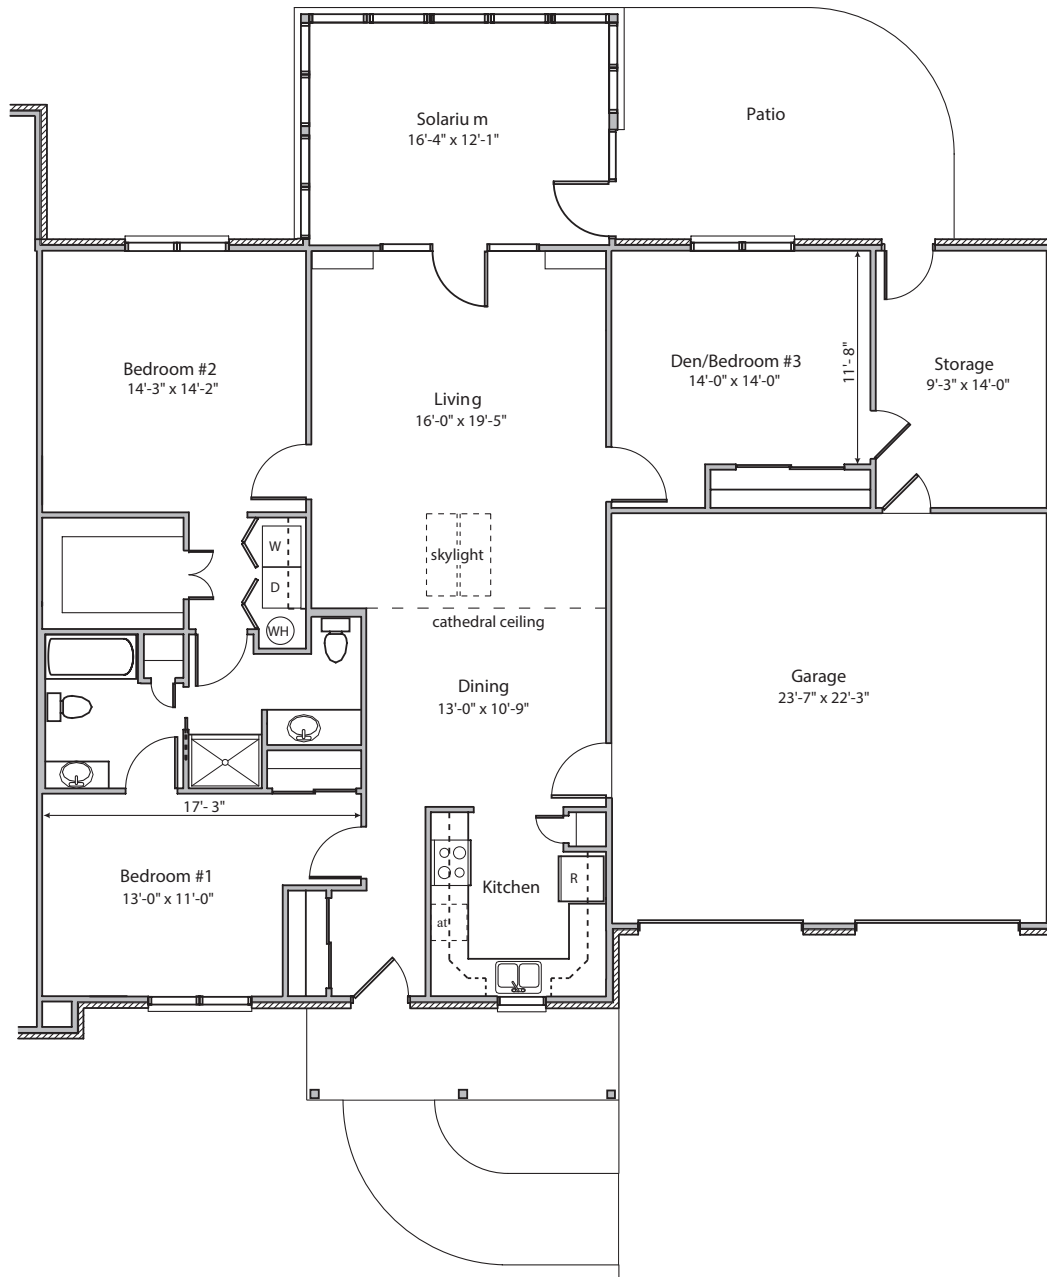 Solariu m
16'-4" x 12'-1"
Patio
Bedroom #2
14'-3" x 14'-2"
Living
16'-0" x 19'-5"
Den/Bedroom #3
14'-0" x 14'-0"
11'- 8"
Storage
9'-3" x 14'-0"
W
D
WH
skylight
cathedral ceiling
Dining
13'-0" x 10'-9"
Garage
23'-7" x 22'-3"
17'- 3"
Bedroom #1
13'-0" x 11'-0"
Kitchen
R
at